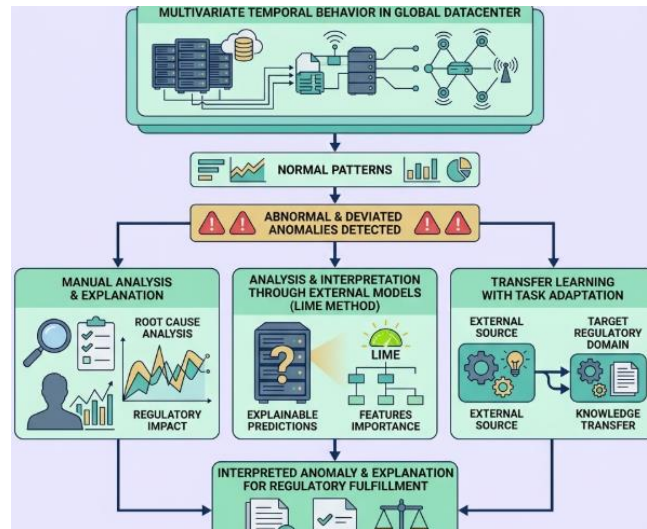 MULTIVARIATE TEMPORAL BEHAVIOR IN GLOBAL DATACENTER
NORMAL PATTERNS
ABNORMAL & DEVIATED
ANOMALIES DETECTED
MANUAL ANALYSIS
& EXPLANATION
ROOT CAUSE
ANALYSIS
REGULATORY
IMPACT
ANALYSIS & INTERPRETATION
THROUGH EXTERNAL MODELS
(LIME METHOD)
?
LIME
EXPLAINABLE
PREDICTIONS
FEATURES
IMPORTANCE
TRANSFER LEARNING
WITH TASK ADAPTATION
EXTERNAL
SOURCE
TARGET
REGULATORY
DOMAIN
EXTERNAL
SOURCE
KNOWLEDGE
TRANSFER
INTERPRETED ANOMALY & EXPLANATION
FOR REGULATORY FULFILLMENT